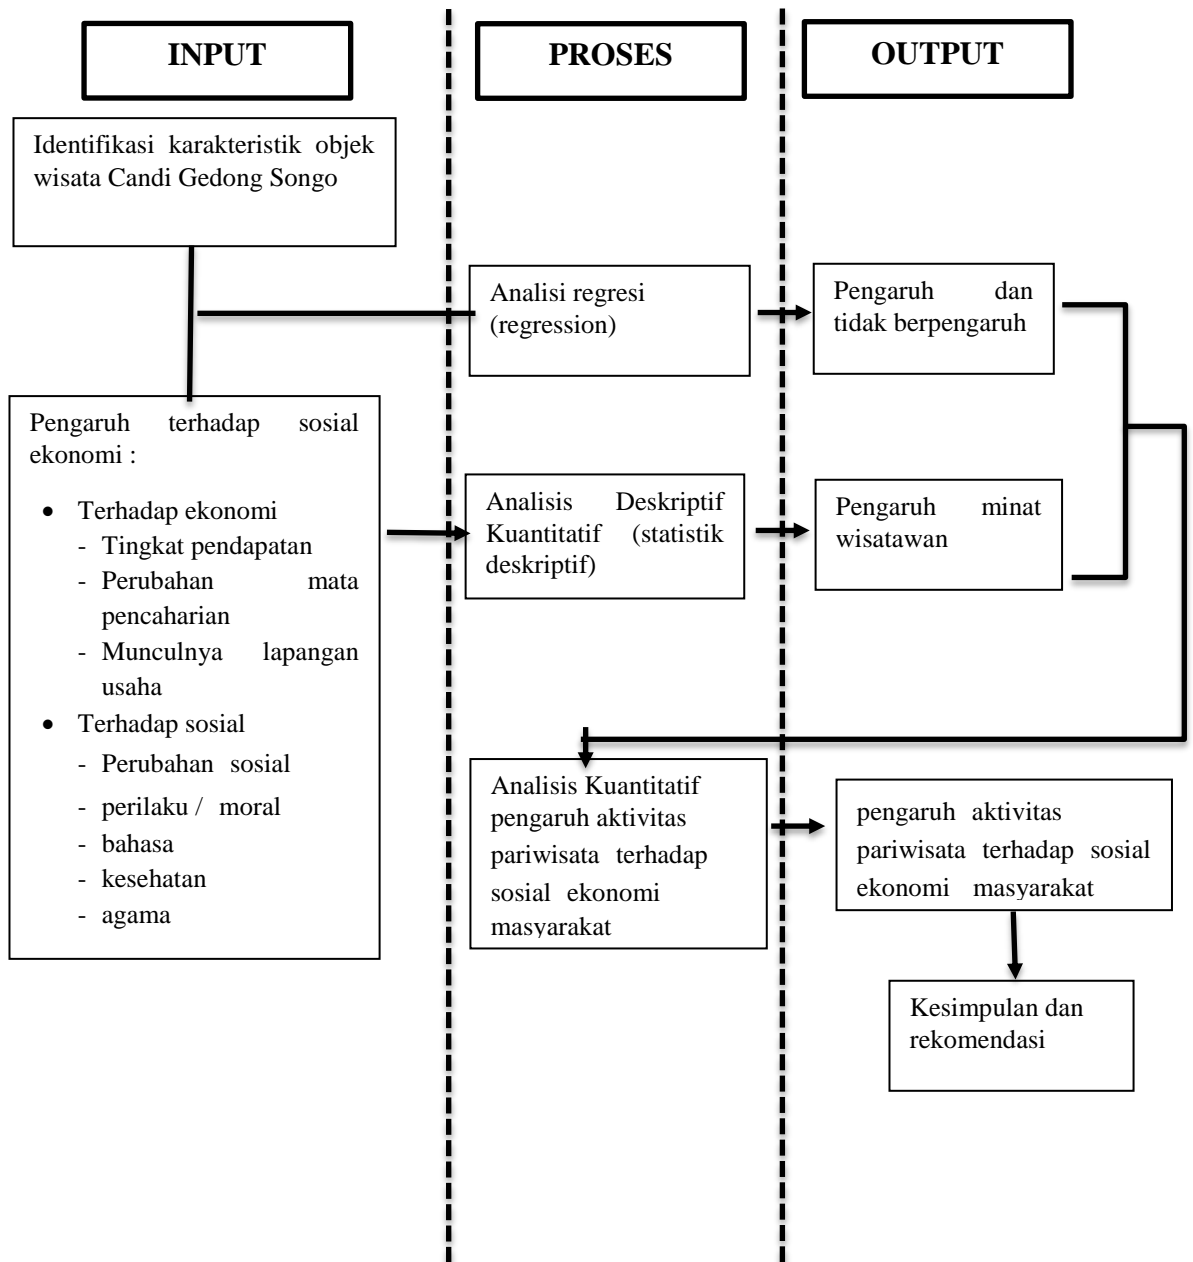 INPUT
PROSES
OUTPUT
Identifikasi karakteristik objek
wisata Candi Gedong Songo
Analisi regresi
(regression)
Pengaruh dan
tidak berpengaruh
Pengaruh terhadap sosial
ekonomi :
• Terhadap ekonomi
- Tingkat pendapatan
- Perubahan mata
pencaharian
- Munculnya lapangan
usaha
• Terhadap sosial
- Perubahan sosial
- perilaku / moral
- bahasa
- kesehatan
- agama
Analisis Deskriptif
Kuantitatif (statistik
deskriptif)
Pengaruh minat
wisatawan
Analisis Kuantitatif
pengaruh aktivitas
pariwisata terhadap
sosial ekonomi
masyarakat
pengaruh aktivitas
pariwisata terhadap sosial
ekonomi masyarakat
Kesimpulan dan
rekomendasi